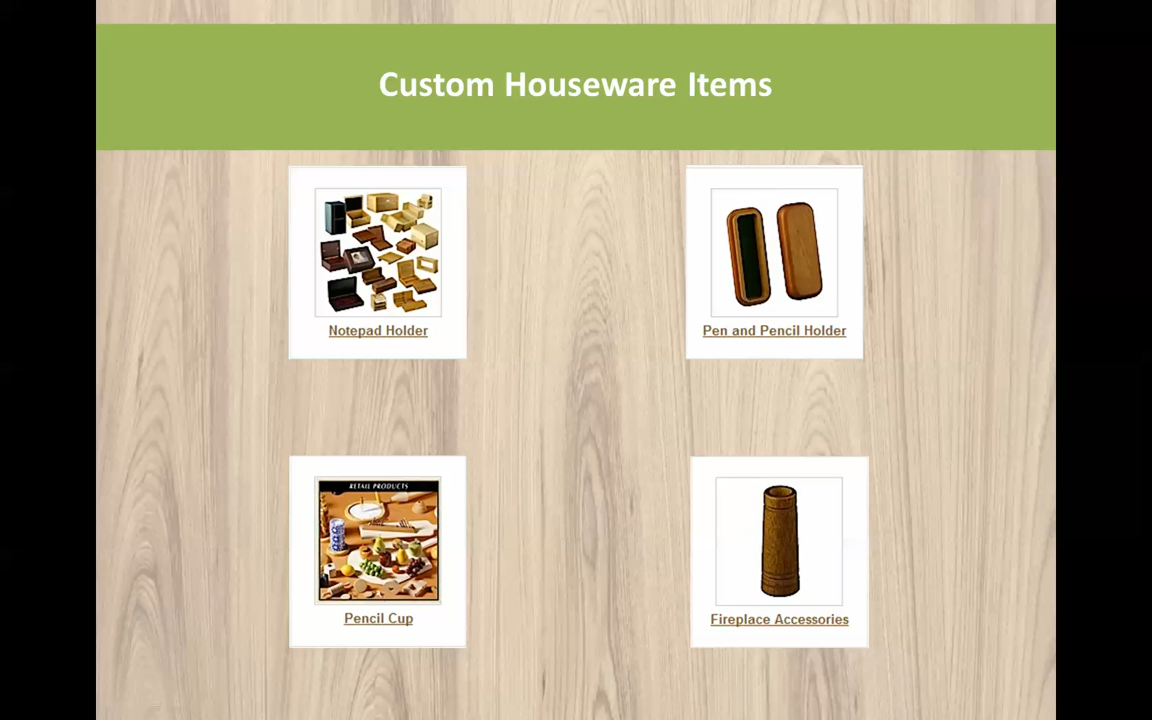 Custom Houseware Items
Notepad Holder
Pen and Pencil Holder
RETAIL PRODUCTS
Pencil Cup
Fireplace Accessories